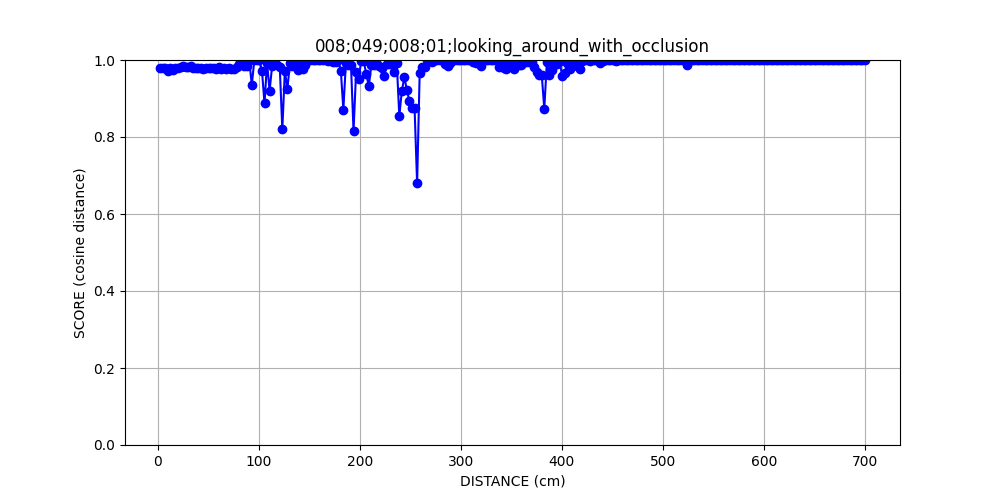 008;049;008;01;looking_around_with_occlusion
1.0
0.8
0.6
0.4
0.2
0.0
SCORE (cosine distance)
0 100 200 300 400 500 600 700
DISTANCE (cm)